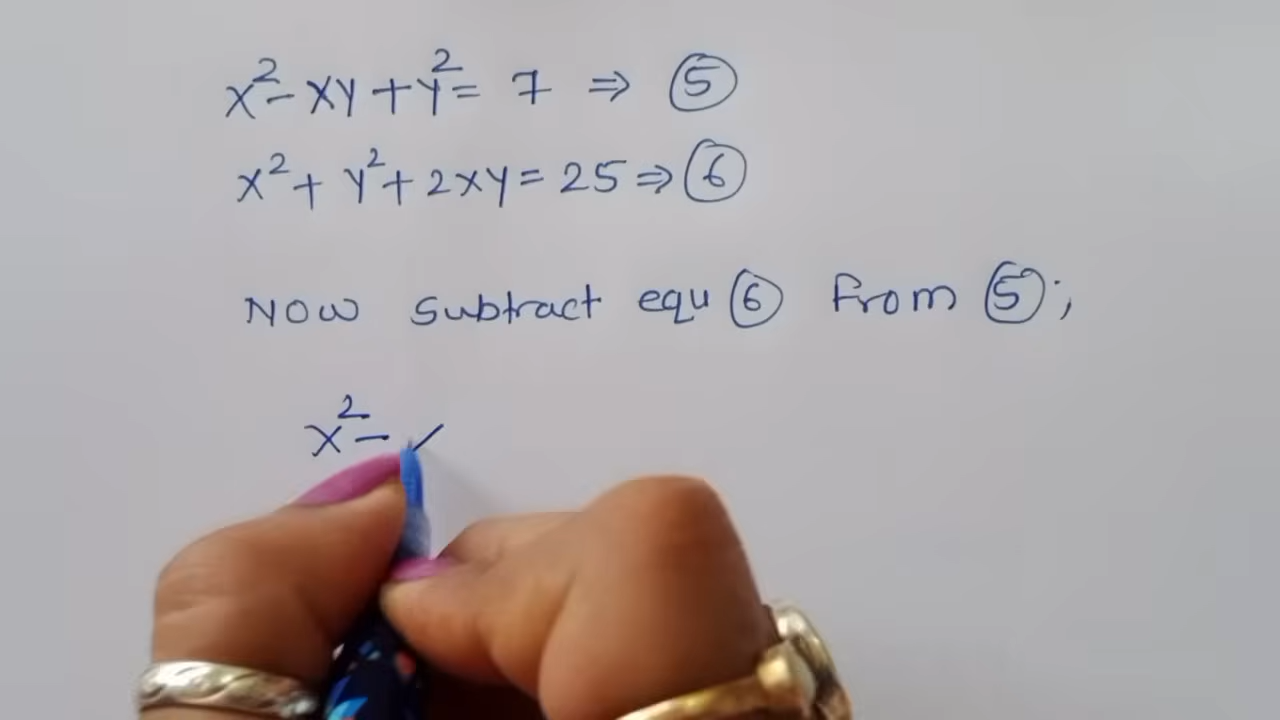 x² - xy + y² = 7 ⇒ ⑤
x² + y² + 2xy = 25 ⇒ ⑥
Now subtract equ ⑥ from ⑤;
x² -